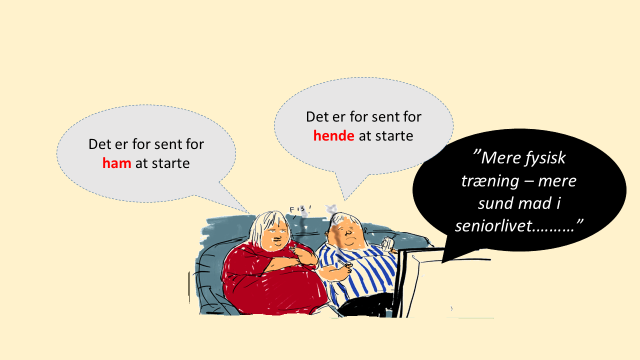 Det er for sent for
ham at starte
Det er for sent for
hende at starte
”Mere fysisk
træning – mere
sund mad i
seniorlivet.………”